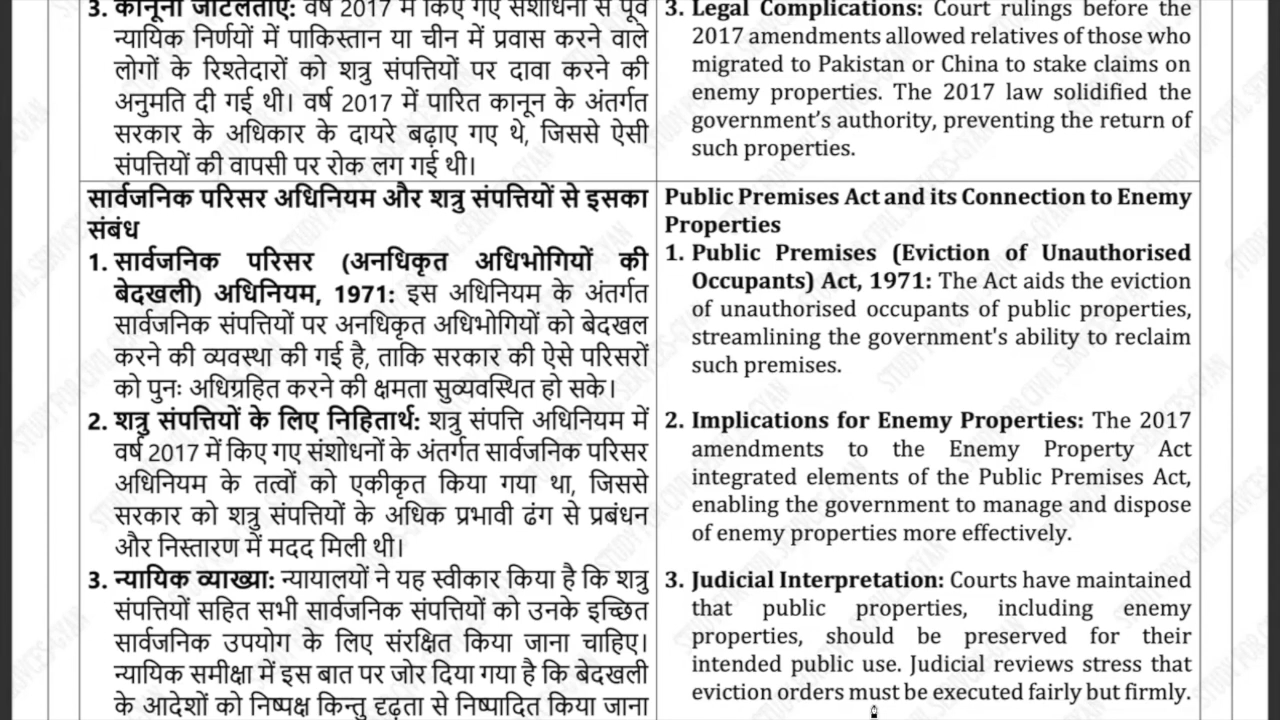 3. कानूनी जटिलताएँ: वर्ष 2017 में किए गए संशोधनों से पूर्व
न्यायिक निर्णयों में पाकिस्तान या चीन में प्रवास करने वाले
लोगों के रिश्तेदारों को शत्रु संपत्तियों पर दावा करने की
अनुमति दी गई थी। वर्ष 2017 में पारित कानून के अंतर्गत
सरकार के अधिकार के दायरे बढ़ाए गए थे, जिससे ऐसी
संपत्तियों की वापसी पर रोक लग गई थी।
3. Legal Complications: Court rulings before the
2017 amendments allowed relatives of those who
migrated to Pakistan or China to stake claims on
enemy properties. The 2017 law solidified the
government's authority, preventing the return of
such properties.
सार्वजनिक परिसर अधिनियम और शत्रु संपत्तियों से इसका
संबंध
1. सार्वजनिक परिसर (अनधिकृत अधिभोगियों की
बेदखली) अधिनियम, 1971: इस अधिनियम के अंतर्गत
सार्वजनिक संपत्तियों पर अनधिकृत अधिभोगियों को बेदखल
करने की व्यवस्था की गई है, ताकि सरकार की ऐसे परिसरों
को पुनः अधिग्रहित करने की क्षमता सुव्यवस्थित हो सके।
2. शत्रु संपत्तियों के लिए निहितार्थ: शत्रु संपत्ति अधिनियम में
वर्ष 2017 में किए गए संशोधनों के अंतर्गत सार्वजनिक परिसर
अधिनियम के तत्वों को एकीकृत किया गया था, जिससे
सरकार को शत्रु संपत्तियों के अधिक प्रभावी ढंग से प्रबंधन
और निस्तारण में मदद मिली थी।
3. न्यायिक व्याख्या: न्यायालयों ने यह स्वीकार किया है कि शत्रु
संपत्तियों सहित सभी सार्वजनिक संपत्तियों को उनके इच्छित
सार्वजनिक उपयोग के लिए संरक्षित किया जाना चाहिए।
न्यायिक समीक्षा में इस बात पर जोर दिया गया है कि बेदखली
के आदेशों को निष्पक्ष किन्तु दृढ़ता से निष्पादित किया जाना
Public Premises Act and its Connection to Enemy
Properties
1. Public Premises (Eviction of Unauthorised
Occupants) Act, 1971: The Act aids the eviction
of unauthorised occupants of public properties,
streamlining the government's ability to reclaim
such premises.
2. Implications for Enemy Properties: The 2017
amendments to the Enemy Property Act
integrated elements of the Public Premises Act,
enabling the government to manage and dispose
of enemy properties more effectively.
3. Judicial Interpretation: Courts have maintained
that public properties, including enemy
properties, should be preserved for their
intended public use. Judicial reviews stress that
eviction orders must be executed fairly but firmly.